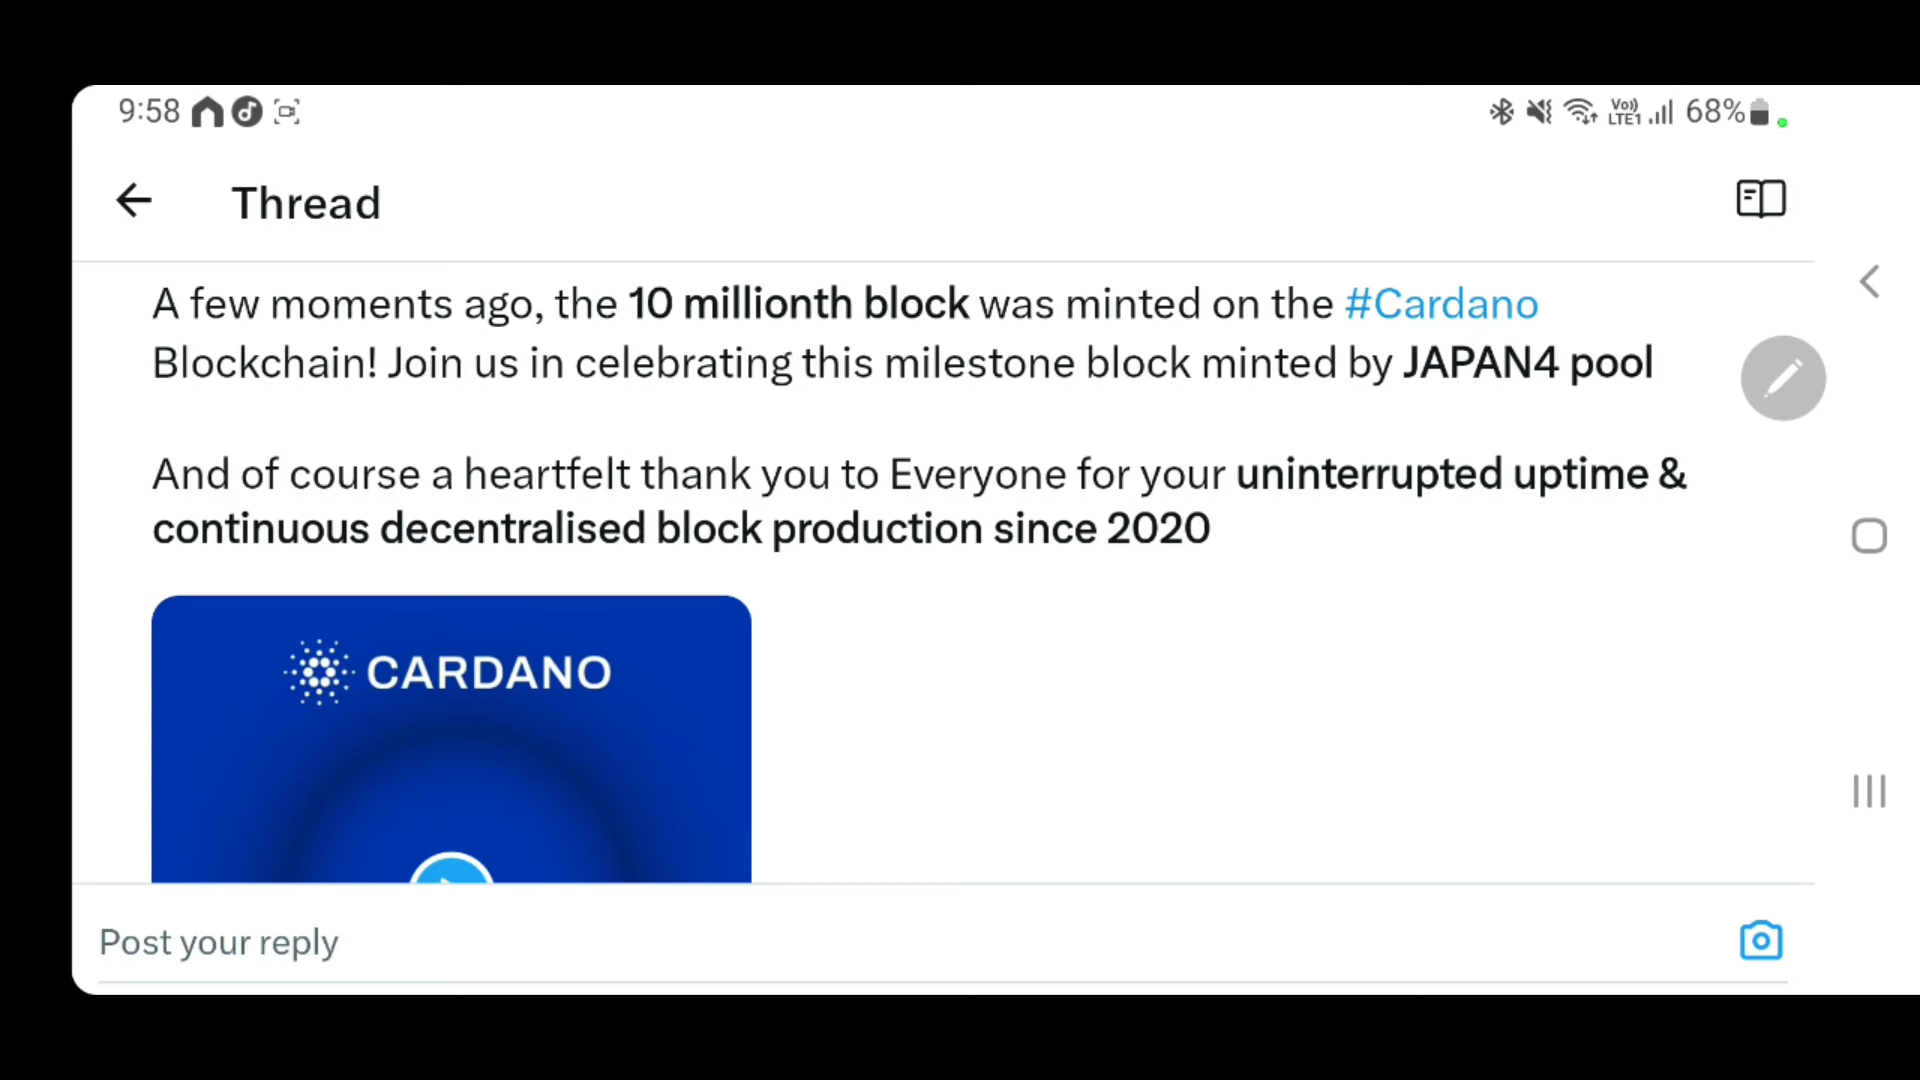 9:58 Vo)) LTE1 68%
Thread
A few moments ago, the 10 millionth block was minted on the #Cardano
Blockchain! Join us in celebrating this milestone block minted by JAPAN4 pool
And of course a heartfelt thank you to Everyone for your uninterrupted uptime &
continuous decentralised block production since 2020
CARDANO
Post your reply